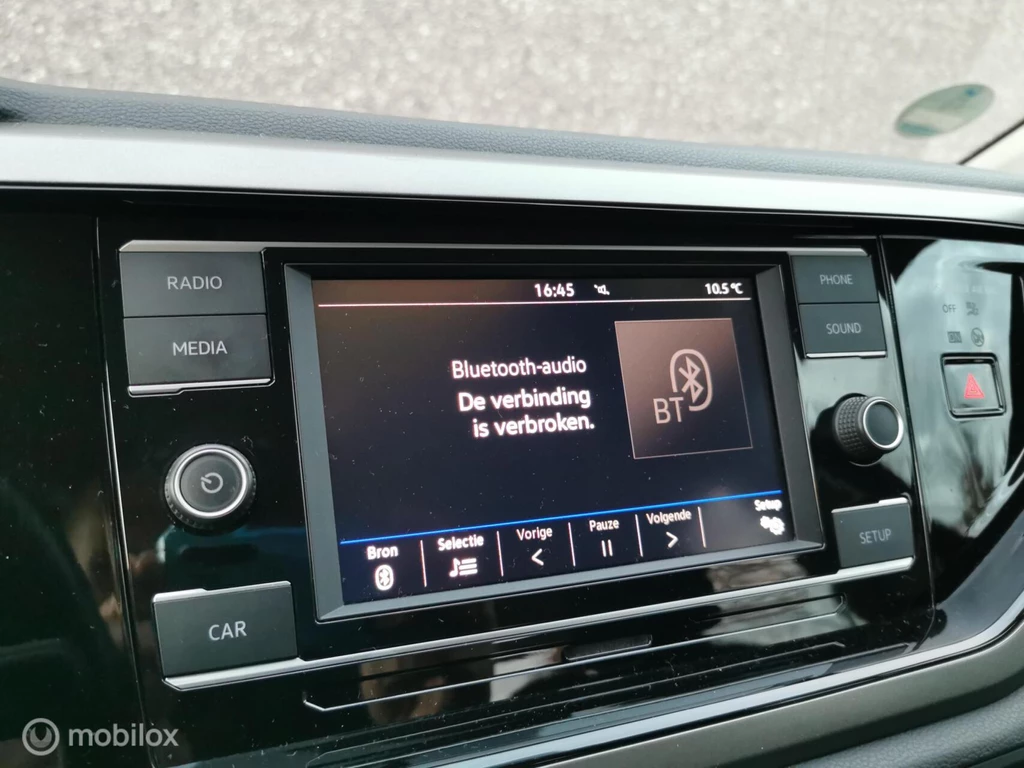 16:45
10.5 °C
RADIO
MEDIA
PHONE
SOUND
Bluetooth-audio
De verbinding
is verbroken.
BT
OFF
Bron
Selectie
Vorige
Pauze
Volgende
Setup
SETUP
CAR
mobilox